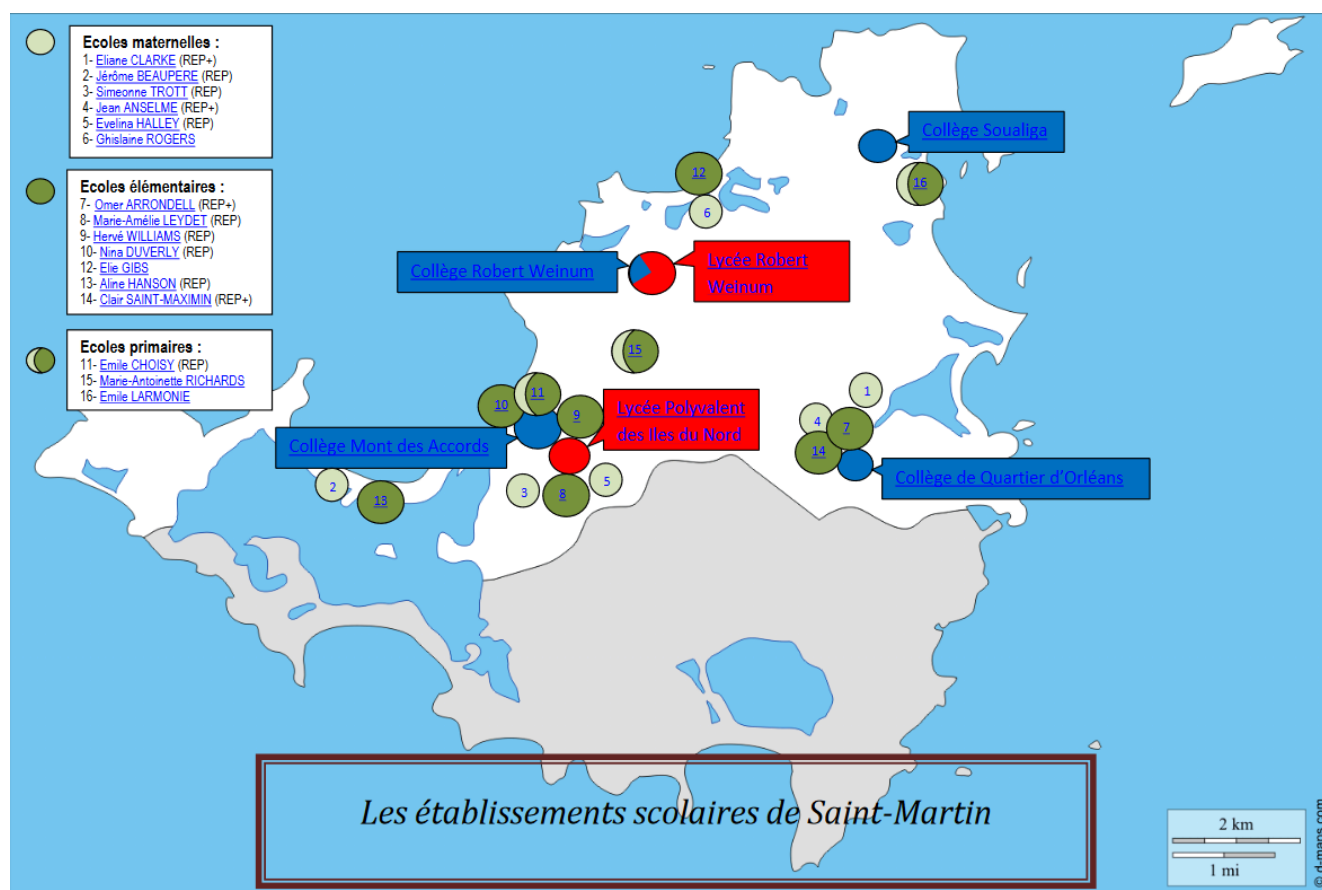 Ecoles maternelles :
1- Eliane CLARKE (REP+)
2- Jérôme BEAUPERE (REP)
3- Simeonne TROTT (REP)
4- Jean ANSELME (REP+)
5- Evelina HALLEY (REP)
6- Ghislaine ROGERS
Ecoles élémentaires :
7- Omer ARRONDELL (REP+)
8- Marie-Amélie LEYDET (REP)
9- Hervé WILLIAMS (REP)
10- Nina DUVERLY (REP)
12- Elie GIBS
13- Aline HANSON (REP)
14- Clair SAINT-MAXIMIN (REP+)
Ecoles primaires :
11- Emile CHOISY (REP)
15- Marie-Antoinette RICHARDS
16- Emile LARMONIE
Collège Soualiga
12
16
6
Collège Robert Weinum
Lycée Robert
Weinum
15
1
11
10
9
Lycée Polyvalent
des Iles du Nord
4
7
Collège Mont des Accords
14
Collège de Quartier d'Orléans
2
13
3
8
5
Les établissements scolaires de Saint-Martin
2 km
1 mi
© d-maps.com